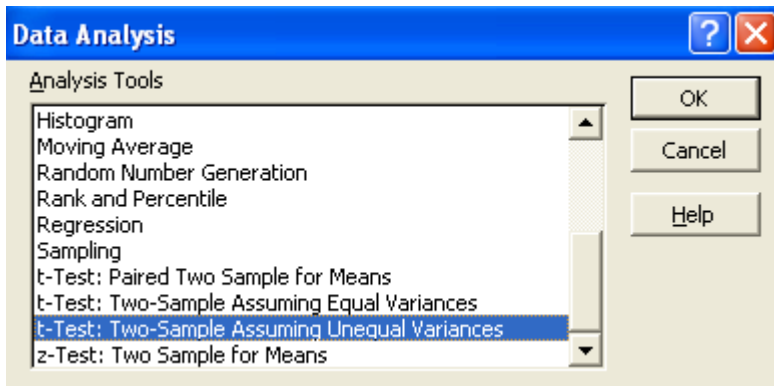 Data Analysis
Analysis Tools
Histogram
Moving Average
Random Number Generation
Rank and Percentile
Regression
Sampling
t-Test: Paired Two Sample for Means
t-Test: Two-Sample Assuming Equal Variances
t-Test: Two-Sample Assuming Unequal Variances
z-Test: Two Sample for Means
OK
Cancel
Help